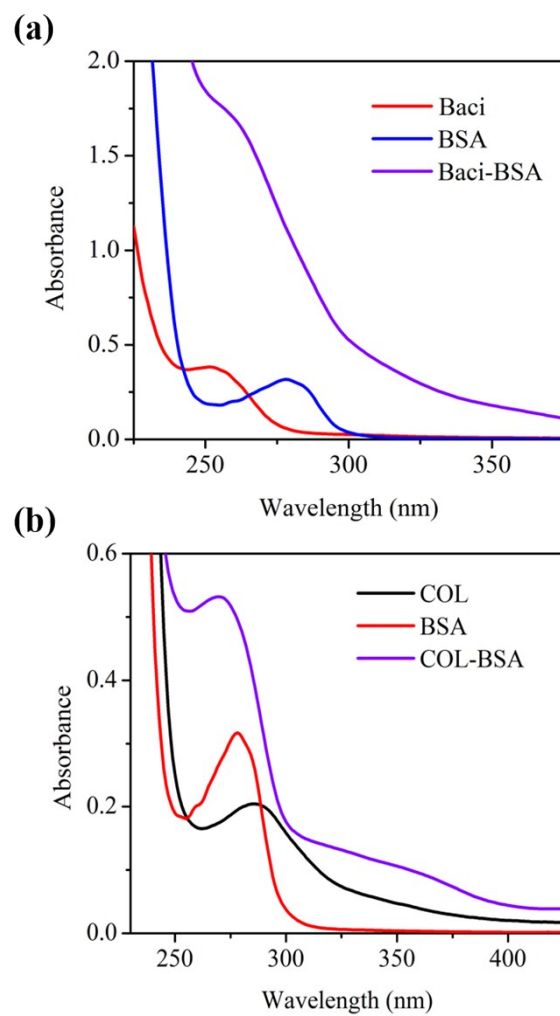 (a)
2.0
1.5
1.0
0.5
0.0
Absorbance
Baci
BSA
Baci-BSA
250
300
350
Wavelength (nm)
(b)
0.6
0.4
0.2
0.0
Absorbance
COL
BSA
COL-BSA
250
300
350
400
Wavelength (nm)